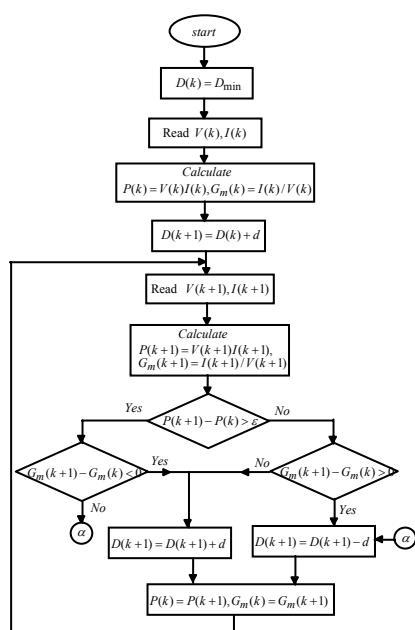 start
D(k) = D_min
Read V(k), I(k)
Calculate
P(k) = V(k)I(k), G_m(k) = I(k) / V(k)
D(k+1) = D(k) + d
Read V(k+1), I(k+1)
Calculate
P(k+1) = V(k+1)I(k+1),
G_m(k+1) = I(k+1) / V(k+1)
Yes
P(k+1) − P(k) > ε
No
G_m(k+1) − G_m(k) < 0
Yes
No
G_m(k+1) − G_m(k) > 0
No
Yes
α
D(k+1) = D(k+1) + d
D(k+1) = D(k+1) − d
α
P(k) = P(k+1), G_m(k) = G_m(k+1)